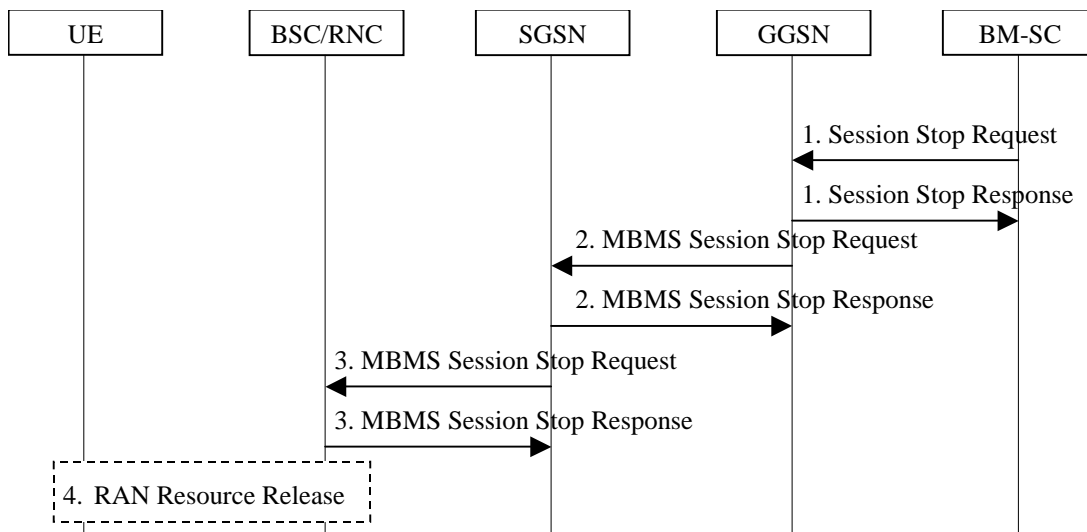 UE
BSC/RNC
SGSN
GGSN
BM-SC
1. Session Stop Request
1. Session Stop Response
2. MBMS Session Stop Request
2. MBMS Session Stop Response
3. MBMS Session Stop Request
3. MBMS Session Stop Response
4. RAN Resource Release